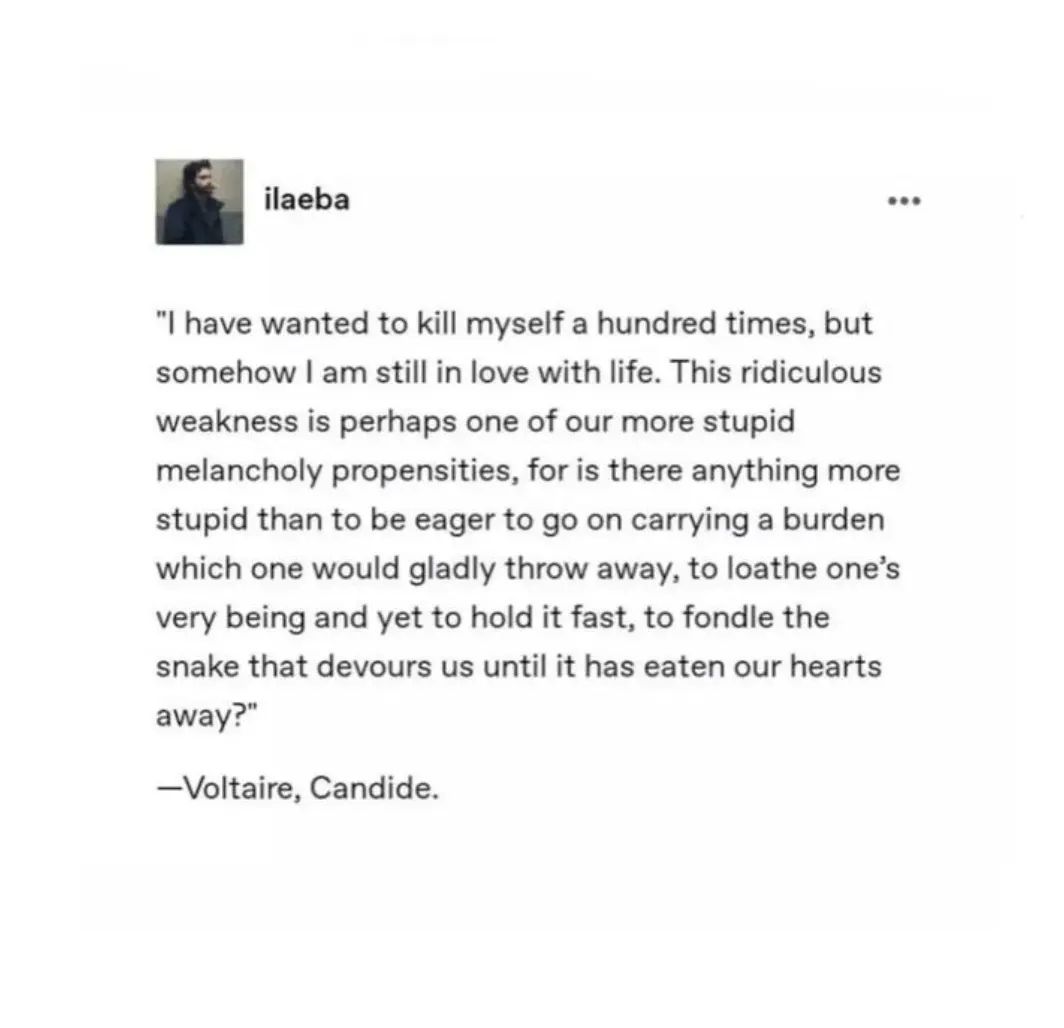 ilaeba
"I have wanted to kill myself a hundred times, but
somehow I am still in love with life. This ridiculous
weakness is perhaps one of our more stupid
melancholy propensities, for is there anything more
stupid than to be eager to go on carrying a burden
which one would gladly throw away, to loathe one’s
very being and yet to hold it fast, to fondle the
snake that devours us until it has eaten our hearts
away?"
—Voltaire, Candide.